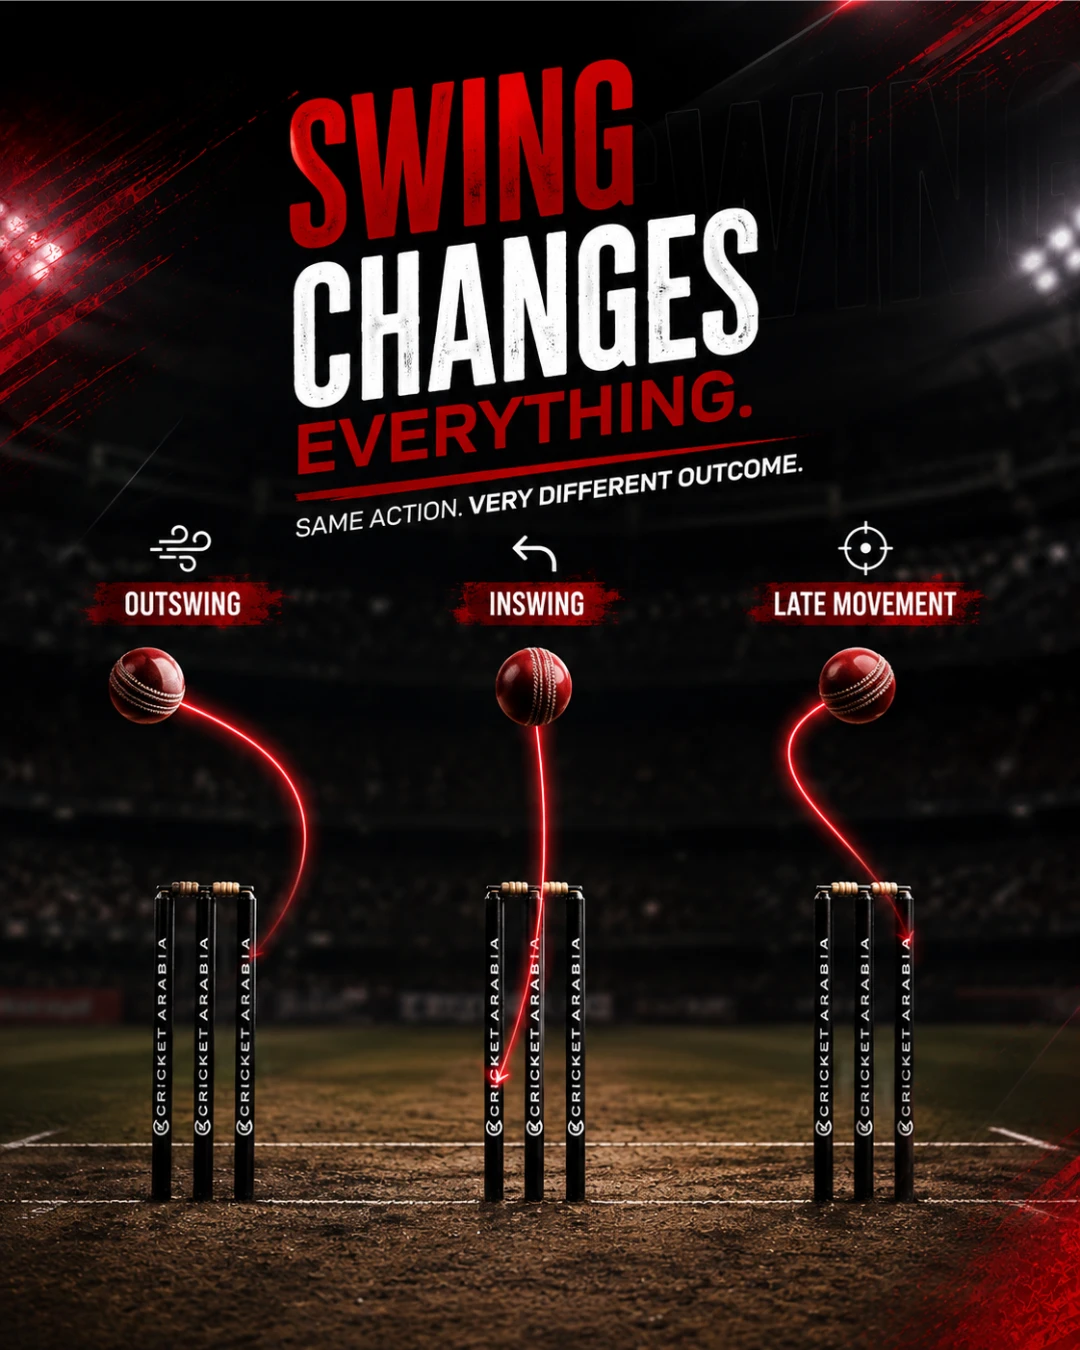 SWING
CHANGES
EVERYTHING.
SAME ACTION. VERY DIFFERENT OUTCOME.
OUTSWING
INSWING
LATE MOVEMENT
CRICKET ARABIA
CRICKET ARABIA
CRICKET ARABIA
CRICKET ARABIA
CRICKET ARABIA
CRICKET ARABIA
CRICKET ARABIA
CRICKET ARABIA
CRICKET ARABIA